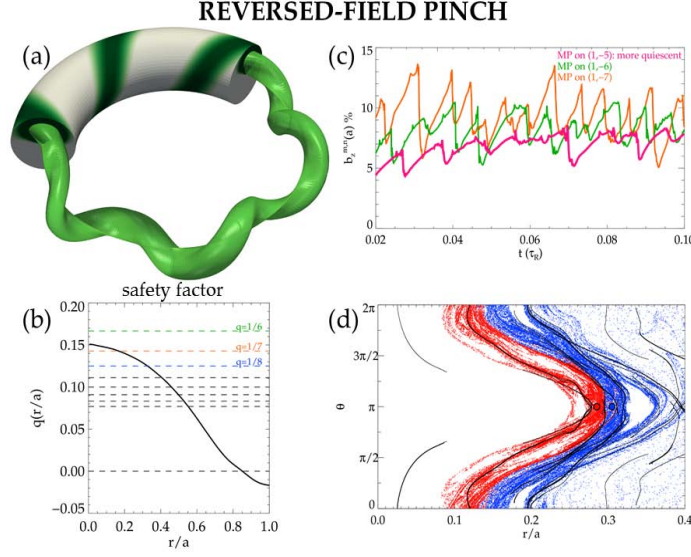 REVERSED-FIELD PINCH
(a)
(c)
MP on (1,−5): more quiescent
MP on (1,−6)
MP on (1,−7)
b_z^{m,n}(a) %
15
10
5
0
0.02 0.04 0.06 0.08 0.10
t (τ_R)
safety factor
(b)
q=1/6
q=1/7
q=1/8
q(r/a)
0.20
0.15
0.10
0.05
0.00
−0.05
0.0 0.2 0.4 0.6 0.8 1.0
r/a
(d)
θ
2π
3π/2
π
π/2
0
0.0 0.1 0.2 0.3 0.4
r/a